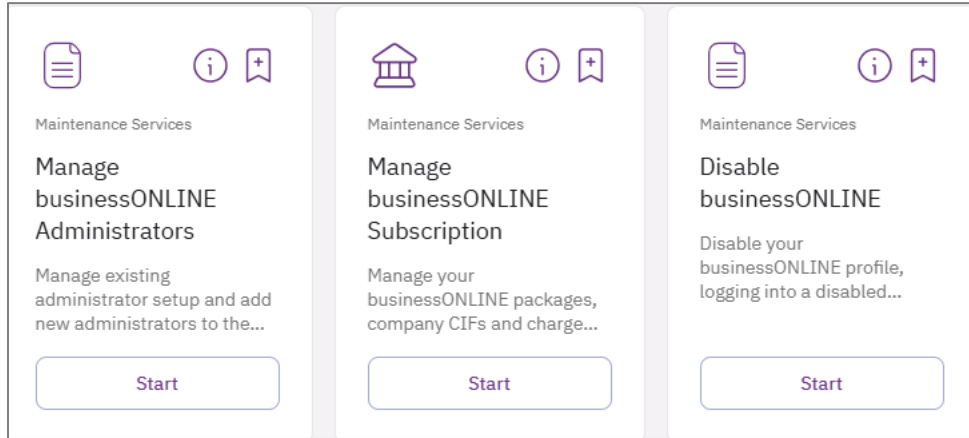 Maintenance Services
Manage
businessONLINE
Administrators
Manage existing
administrator setup and add
new administrators to the...
Start
Maintenance Services
Manage
businessONLINE
Subscription
Manage your
businessONLINE packages,
company CIFs and charge...
Start
Maintenance Services
Disable
businessONLINE
Disable your
businessONLINE profile,
logging into a disabled...
Start